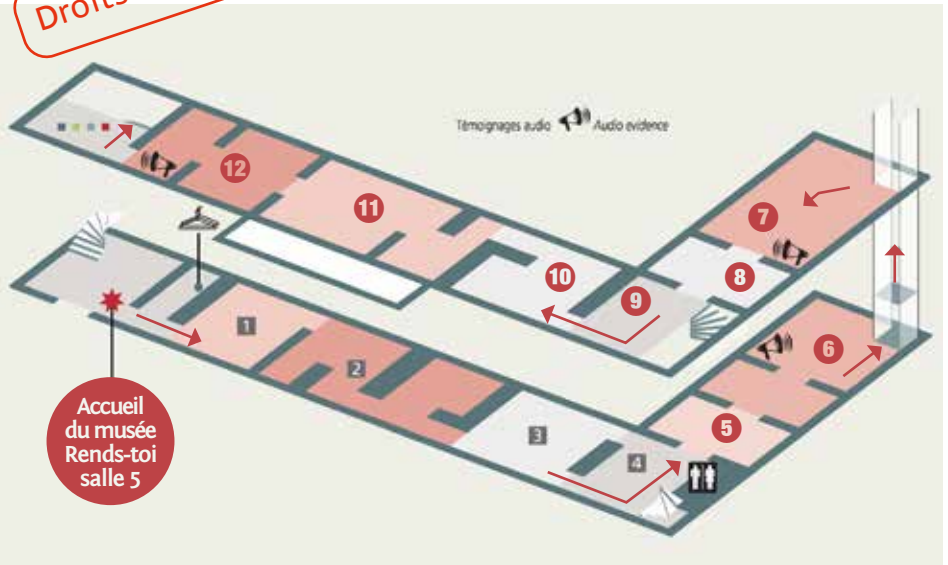 Droits
Témoignages audio Audio evidence
12
11
7
10
8
9
1
6
2
5
3
4
Accueil
du musée
Rends-toi
salle 5